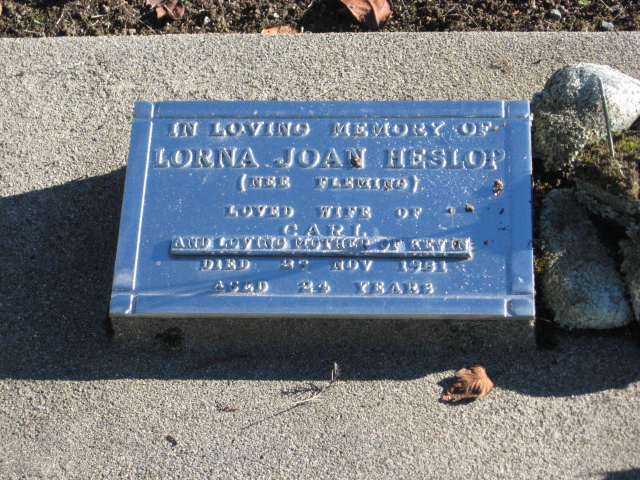 IN LOVING MEMORY OF
LORNA JOAN HESLOP
(NEE FLEMING)
LOVED WIFE OF
CARL
AND LOVING MOTHER OF KEVIN
DIED NOV 1951
AGED 24 YEARS